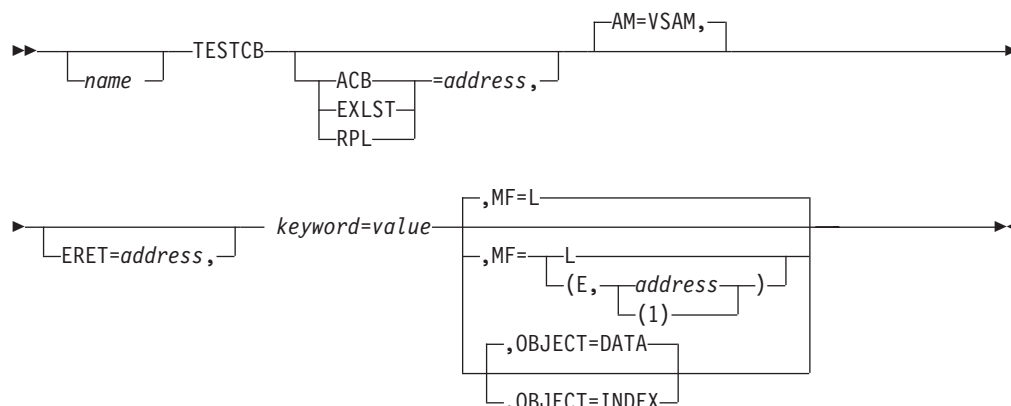 AM=VSAM,
name TESTCB ACB =address,
EXLST
RPL
,MF=L
ERET=address, keyword=value ,MF= L
(E, address )
(1)
,OBJECT=DATA
,OBJECT=INDEX